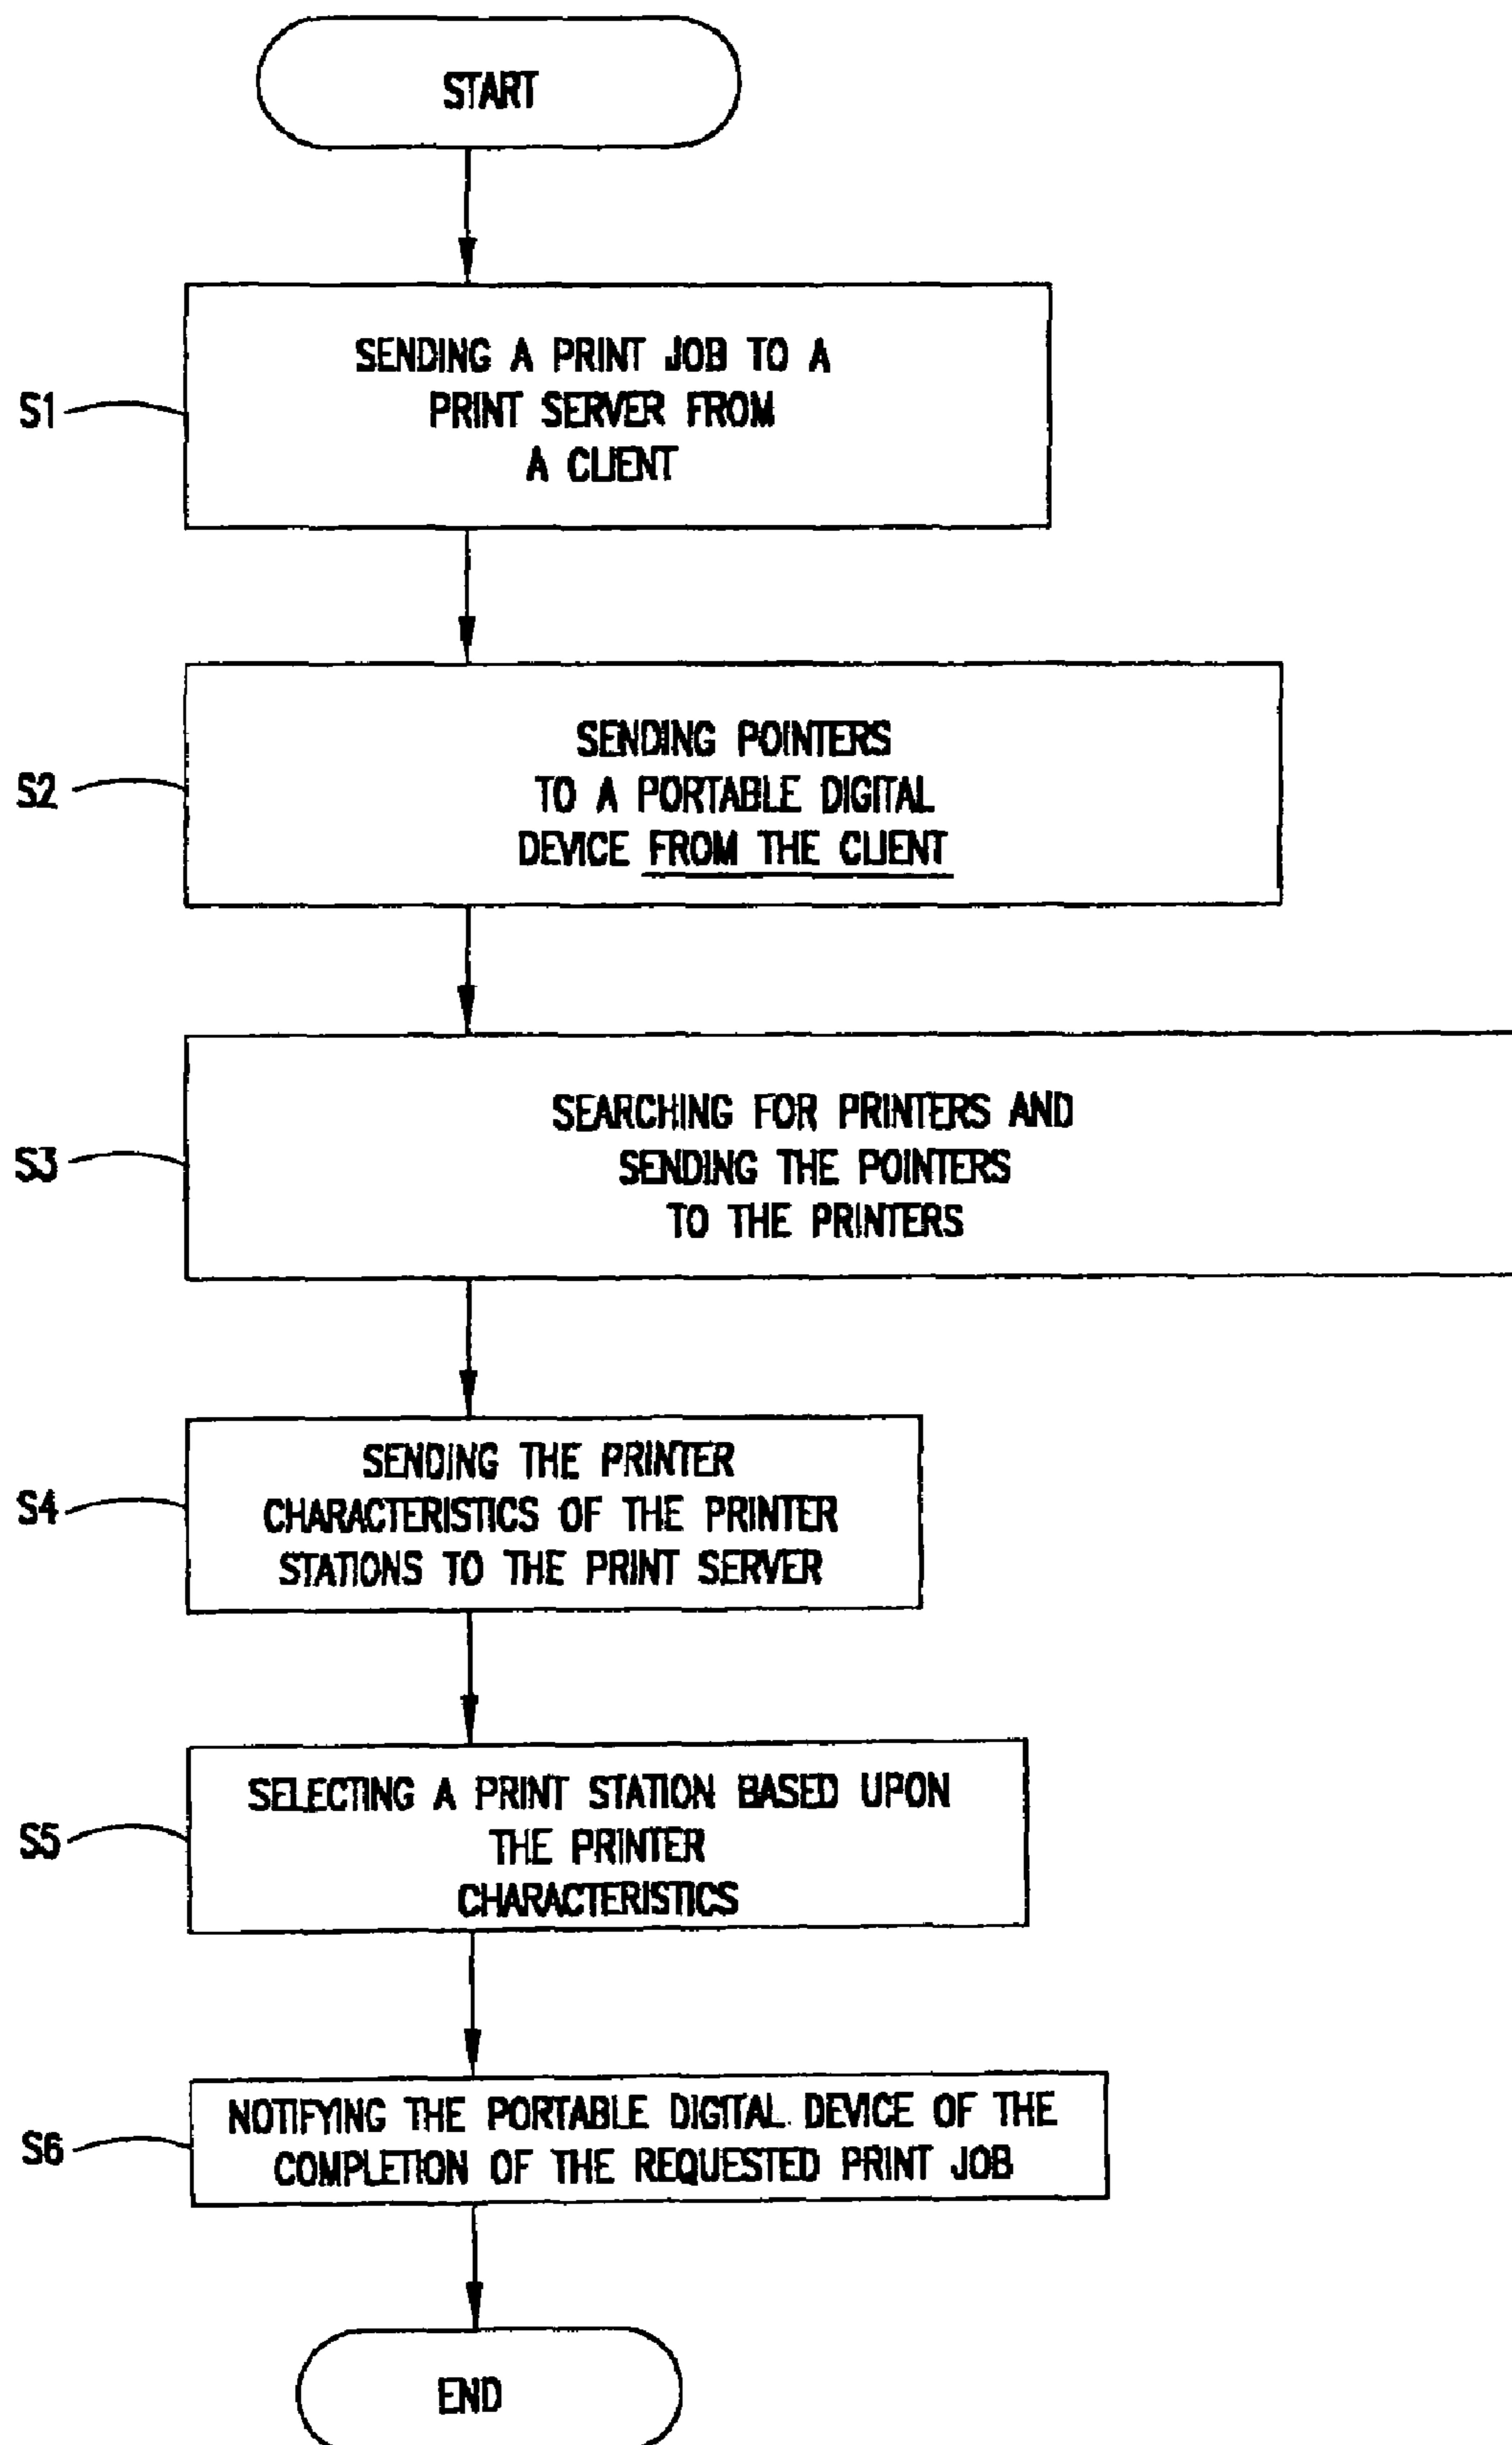 START
SENDING A PRINT JOB TO A
PRINT SERVER FROM
A CLIENT
S1
SENDING POINTERS
TO A PORTABLE DIGITAL
DEVICE FROM THE CLIENT
S2
SEARCHING FOR PRINTERS AND
SENDING THE POINTERS
TO THE PRINTERS
S3
SENDING THE PRINTER
CHARACTERISTICS OF THE PRINTER
STATIONS TO THE PRINT SERVER
S4
SELECTING A PRINT STATION BASED UPON
THE PRINTER
CHARACTERISTICS
S5
NOTIFYING THE PORTABLE DIGITAL DEVICE OF THE
COMPLETION OF THE REQUESTED PRINT JOB
S6
END